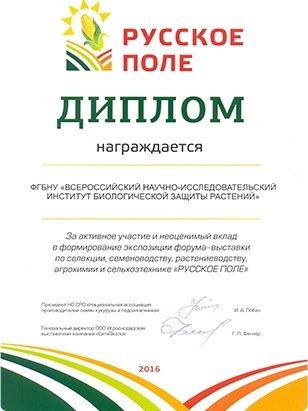 РУССКОЕ
ПОЛЕ
ДИПЛОМ
награждается
ФГБНУ «ВСЕРОССИЙСКИЙ НАУЧНО-ИССЛЕДОВАТЕЛЬСКИЙ
ИНСТИТУТ БИОЛОГИЧЕСКОЙ ЗАЩИТЫ РАСТЕНИЙ»
За активное участие и неоценимый вклад
в формирование экспозиции форума–выставки
по селекции, семеноводству, растениеводству,
агрохимии и сельхозтехнике «РУССКОЕ ПОЛЕ»
Президент НО СРО «Национальная ассоциация
производителей семян кукурузы и подсолнечника» И. А. Лобач
Генеральный директор ООО «Краснодарская
выставочная компания «СитиЭкспо» Г. П. Фигнер
2016